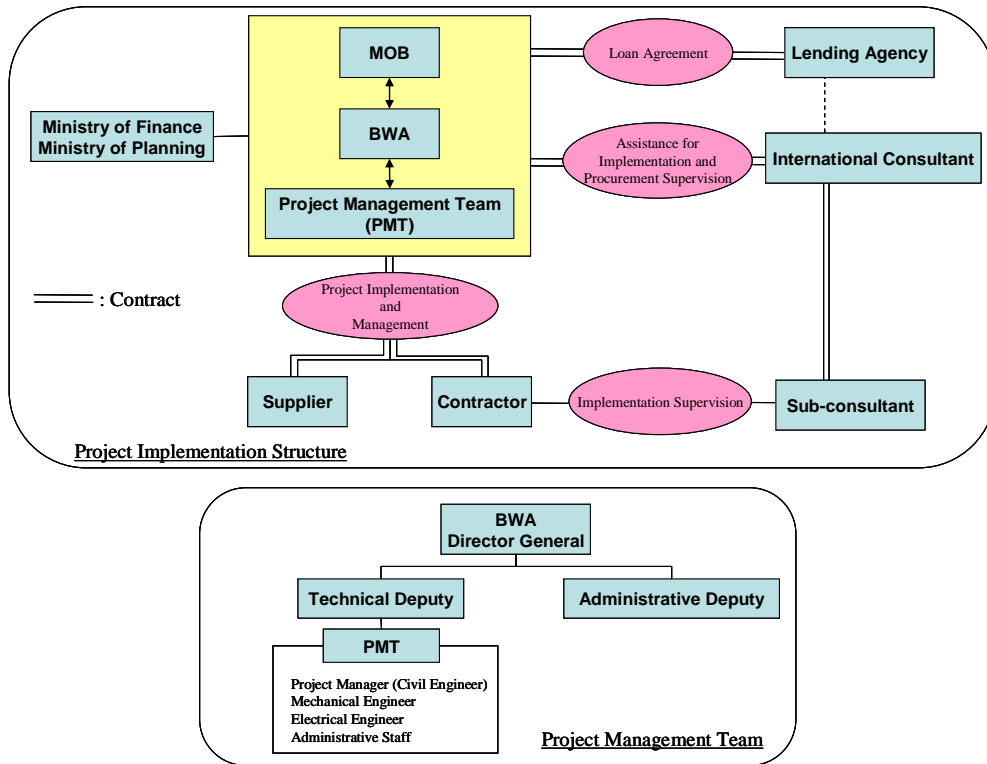 MOB
Loan Agreement
Lending Agency
Ministry of Finance
Ministry of Planning
BWA
Assistance for
Implementation and
Procurement Supervision
International Consultant
Project Management Team
(PMT)
: Contract
Project Implementation
and
Management
Supplier
Contractor
Implementation Supervision
Sub-consultant
Project Implementation Structure
BWA
Director General
Technical Deputy
Administrative Deputy
PMT
Project Manager (Civil Engineer)
Mechanical Engineer
Electrical Engineer
Administrative Staff
Project Management Team